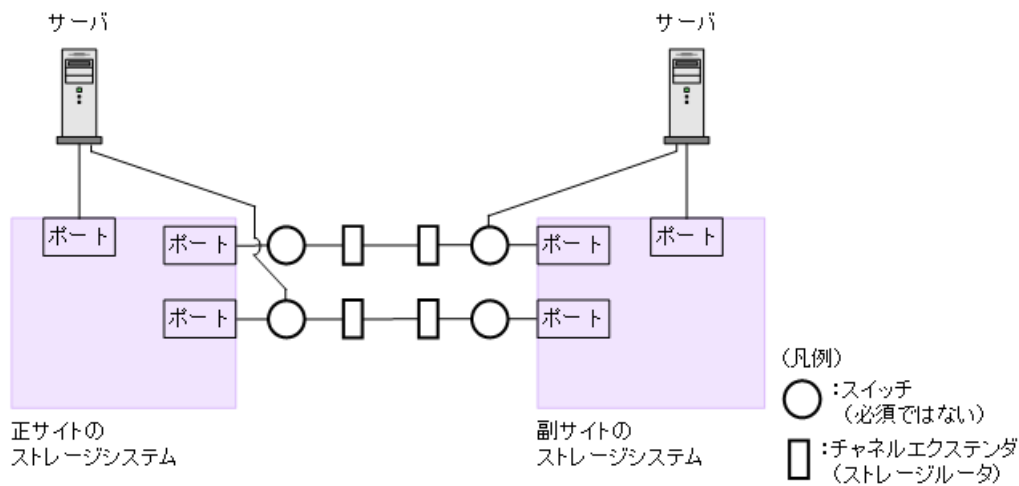 サーバ
サーバ
ポート
ポート
ポート
ポート
ポート
ポート
正サイトの
ストレージシステム
副サイトの
ストレージシステム
（凡例）
：スイッチ
（必須ではない）
：チャネルエクステンダ
（ストレージルータ）